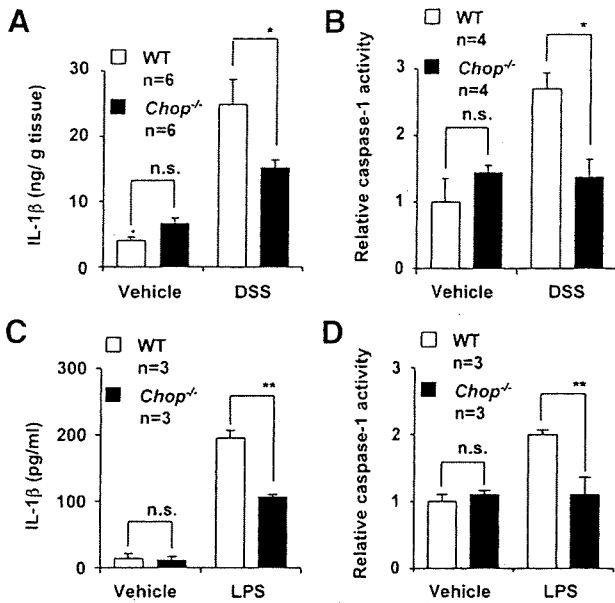 A
WT
n=6
Chop-/-
n=6
*
n.s.
IL-1β (ng/ g tissue)
30
20
10
0
Vehicle
DSS
B
WT
n=4
Chop-/-
n=4
*
n.s.
Relative caspase-1 activity
3
2
1
0
Vehicle
DSS
C
WT
n=3
Chop-/-
n=3
**
n.s.
IL-1β (pg/ml)
300
200
100
0
Vehicle
LPS
D
WT
n=3
Chop-/-
n=3
**
n.s.
Relative caspase-1 activity
3
2
1
0
Vehicle
LPS